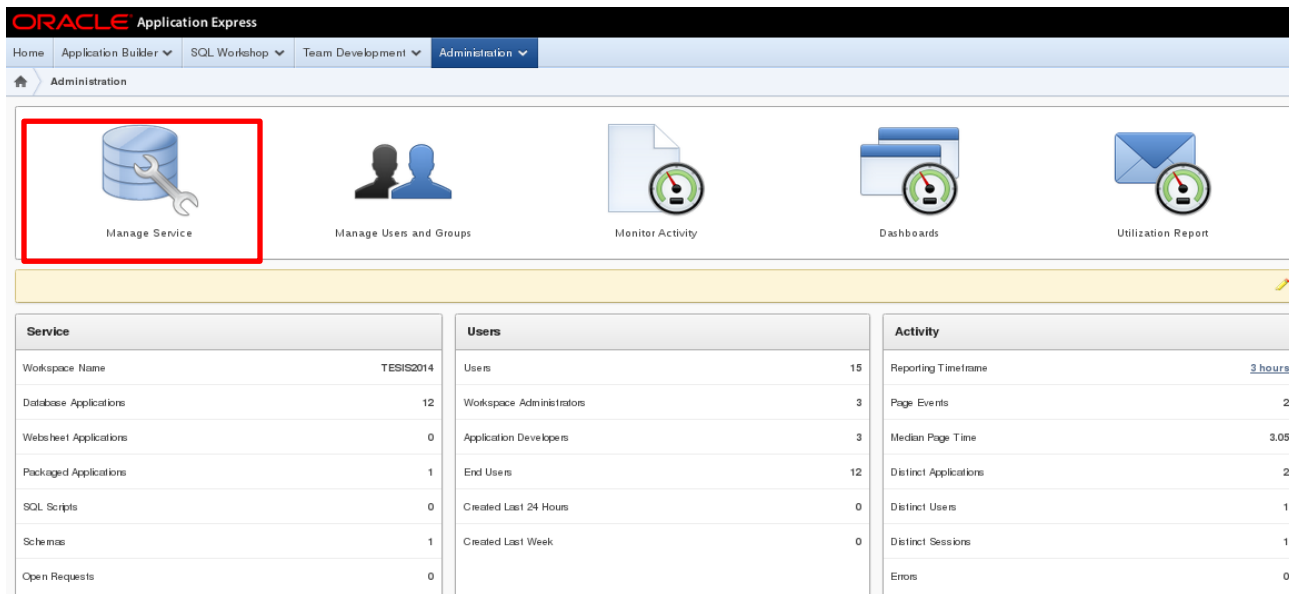 ORACLE Application Express
Home Application Builder SQL Workshop Team Development Administration
Administration
Manage Service Manage Users and Groups Monitor Activity Dashboards Utilization Report
Service
Workspace Name TESIS2014
Database Applications 12
Websheet Applications 0
Packaged Applications 1
SQL Scripts 0
Schemas 1
Open Requests 0
Users
Users 15
Workspace Administrators 3
Application Developers 3
End Users 12
Created Last 24 Hours 0
Created Last Week 0
Activity
Reporting Timeframe 3 hours
Page Events 2
Median Page Time 3.05
Distinct Applications 2
Distinct Users 1
Distinct Sessions 1
Errors 0